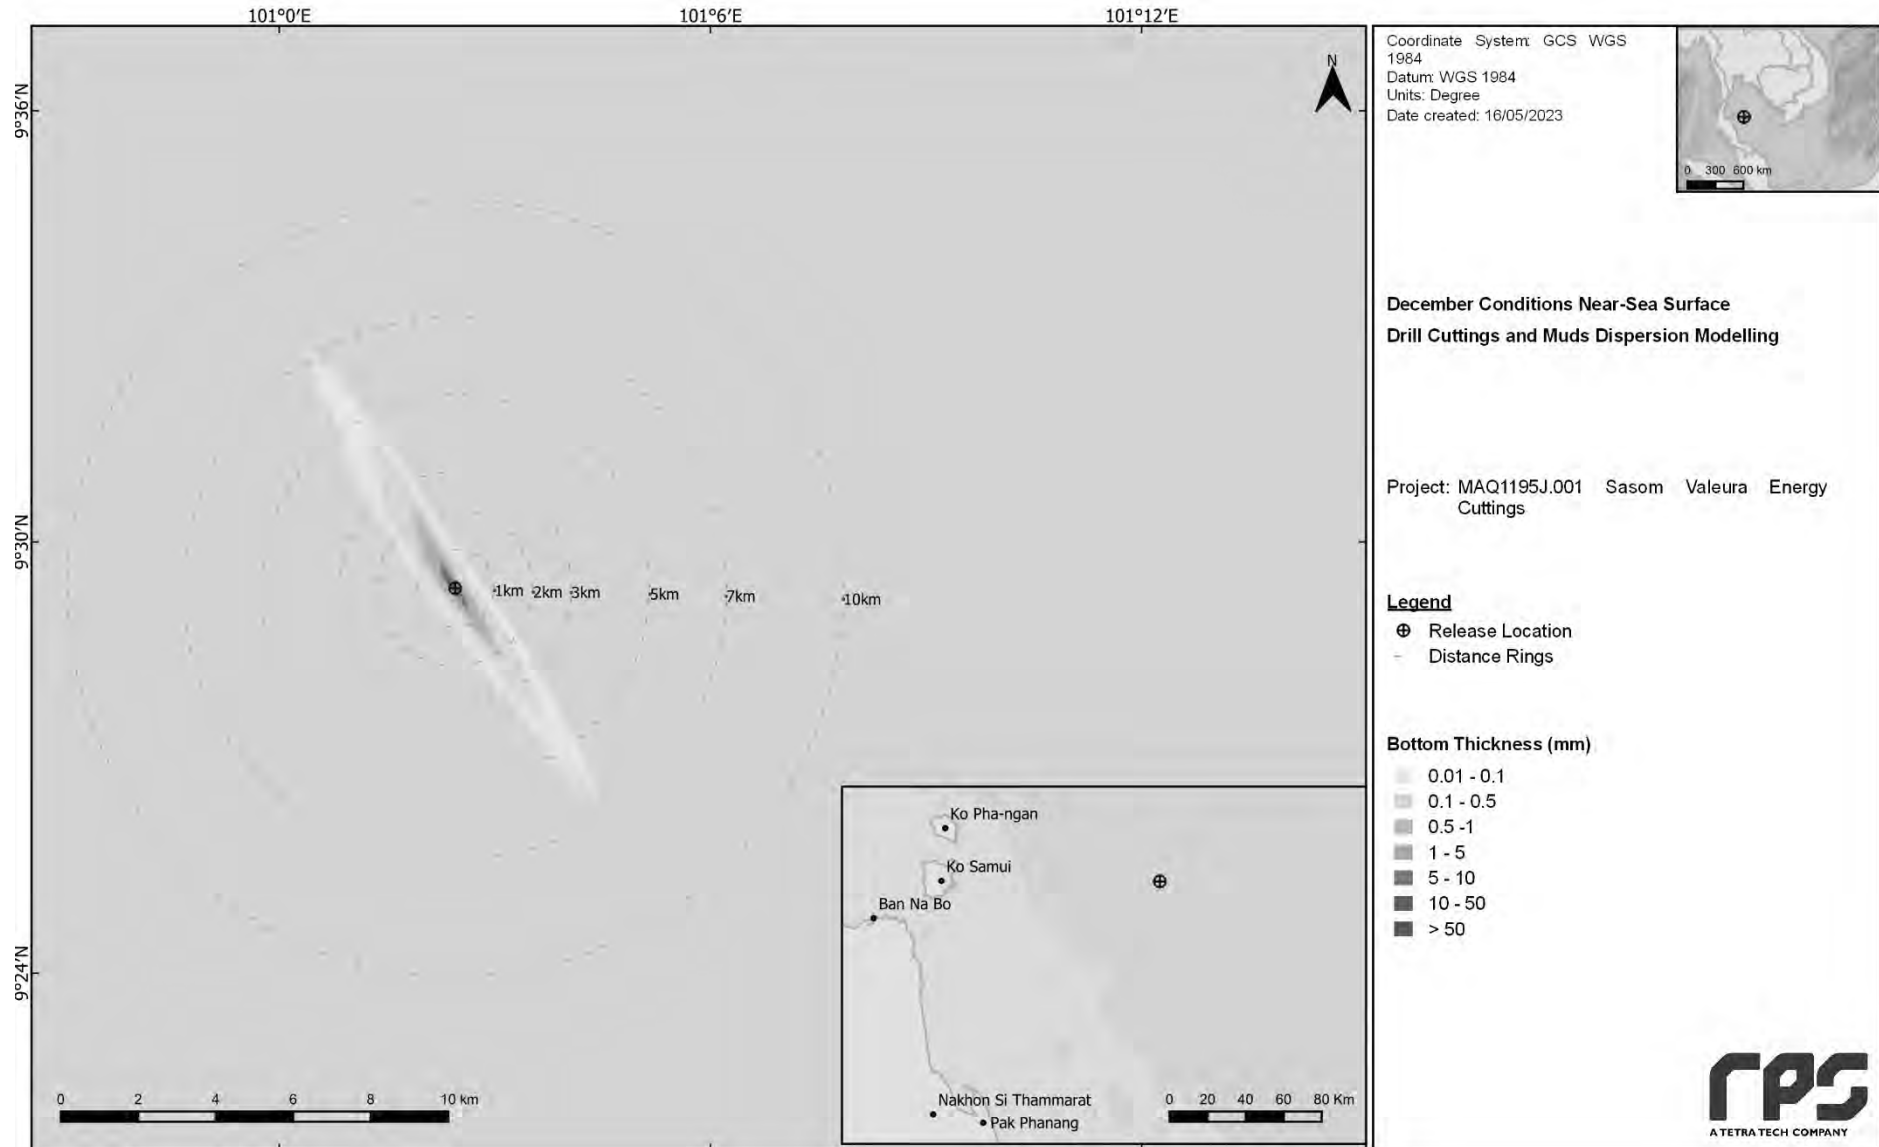 101°0′E
101°6′E
101°12′E
9°36′N
9°30′N
9°24′N
N
1km
2km
3km
5km
7km
10km
0 2 4 6 8 10 km
Ko Pha-ngan
Ko Samui
Ban Na Bo
Nakhon Si Thammarat
Pak Phanang
0 20 40 60 80 Km
Coordinate System: GCS WGS
1984
Datum: WGS 1984
Units: Degree
Date created: 16/05/2023
0 300 600 km
December Conditions Near-Sea Surface
Drill Cuttings and Muds Dispersion Modelling
Project: MAQ1195J.001 Sasom Valeura Energy
Cuttings
Legend
Release Location
Distance Rings
Bottom Thickness (mm)
0.01 - 0.1
0.1 - 0.5
0.5 -1
1 - 5
5 - 10
10 - 50
> 50
rps
A TETRA TECH COMPANY